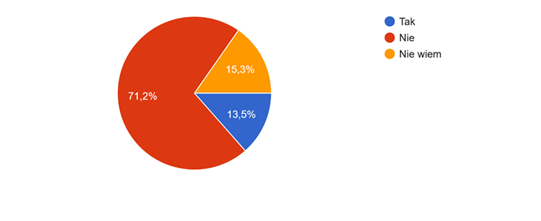 Tak
Nie
Nie wiem
15,3%
71,2%
13,5%